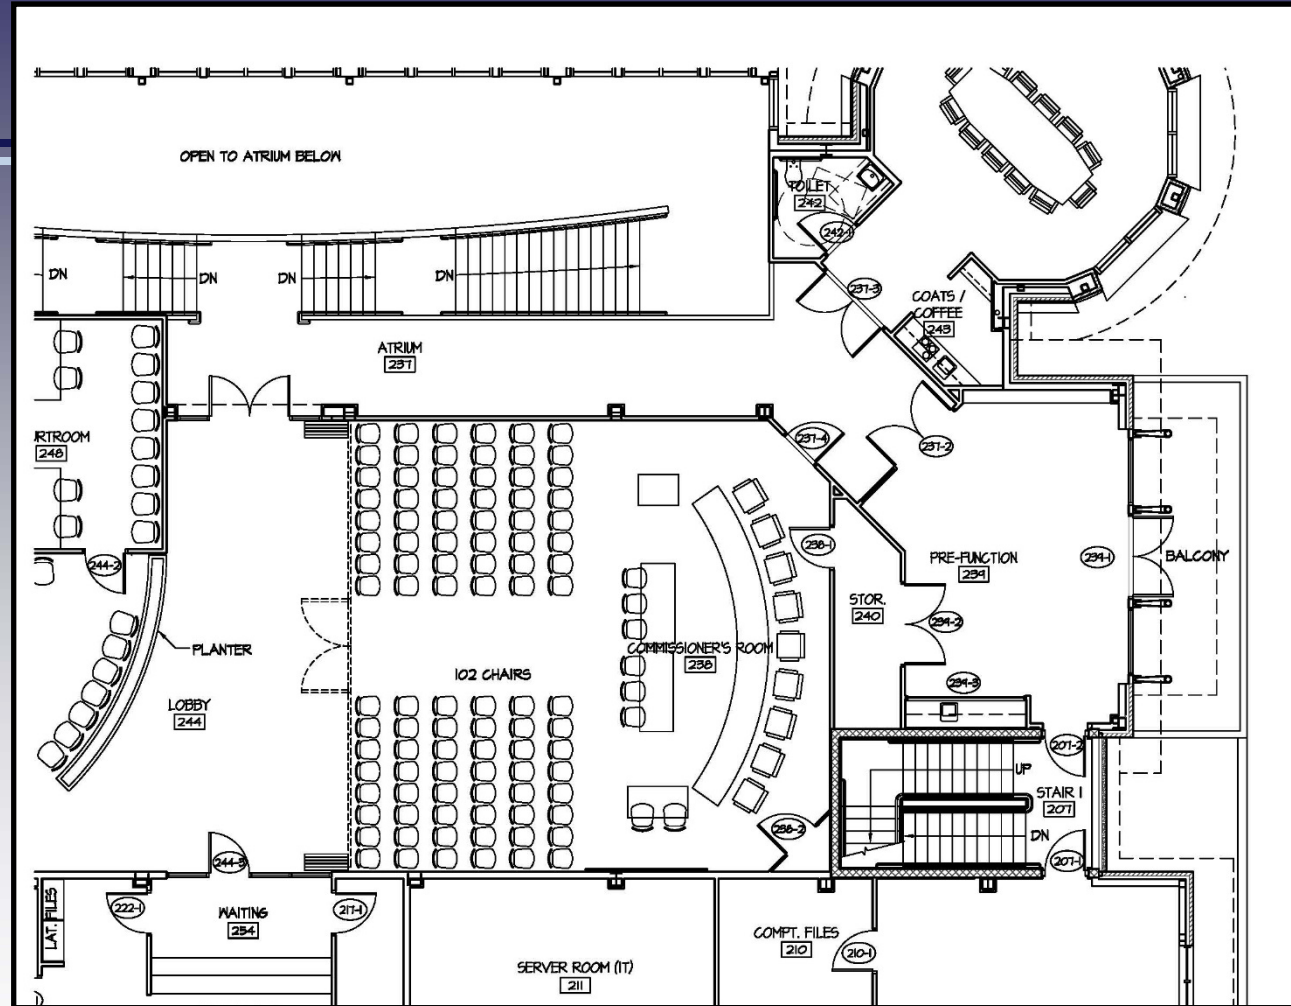 OPEN TO ATRIUM BELOW
TOILET
242
242-1
DN
DN
DN
DN
237-3
COATS /
COFFEE
243
ATRIUM
237
RTROOM
248
237-4
237-2
238-1
PRE-FUNCTION
239
239-1
BALCONY
244-2
STOR.
240
239-2
PLANTER
COMMISSIONER'S ROOM
238
102 CHAIRS
239-3
LOBBY
244
207-2
UP
STAIR 1
207
DN
238-2
207-1
244-3
LAT. FILES
222-1
WAITING
234
217-1
COMPT. FILES
210
210-1
SERVER ROOM (IT)
211